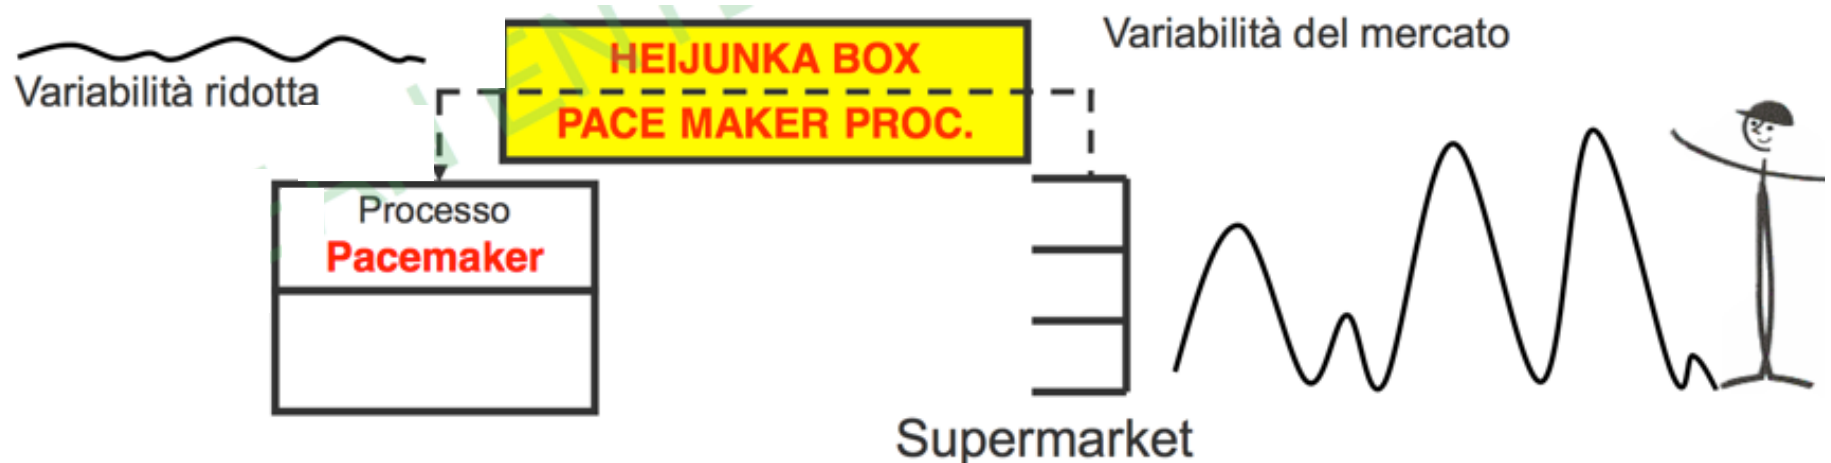 Variabilità ridotta
HEIJUNKA BOX
PACE MAKER PROC.
Variabilità del mercato
Processo
Pacemaker
Supermarket